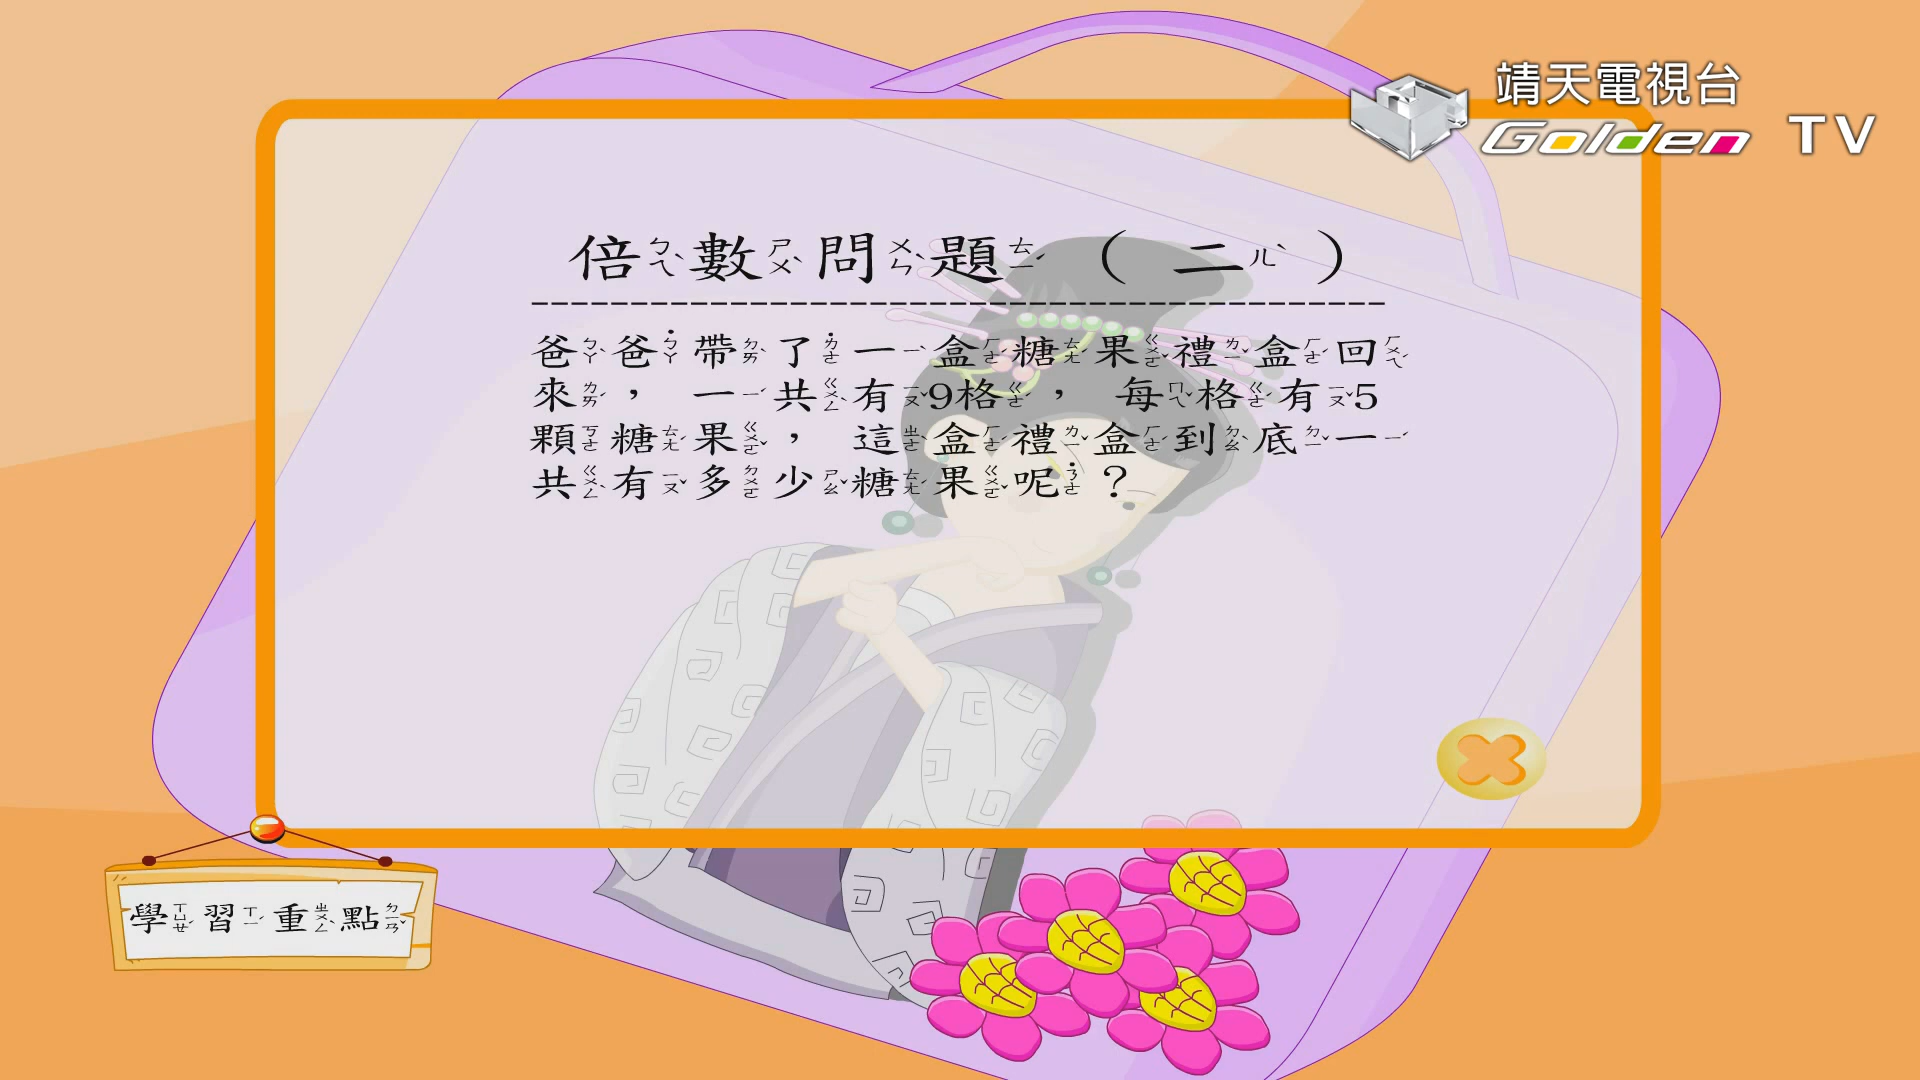 靖天電視台
Golden TV
倍數問題（二）
爸爸帶了一盒糖果禮盒回
來，一共有9格，每格有5
顆糖果，這盒禮盒到底一
共有多少糖果呢？
學習重點